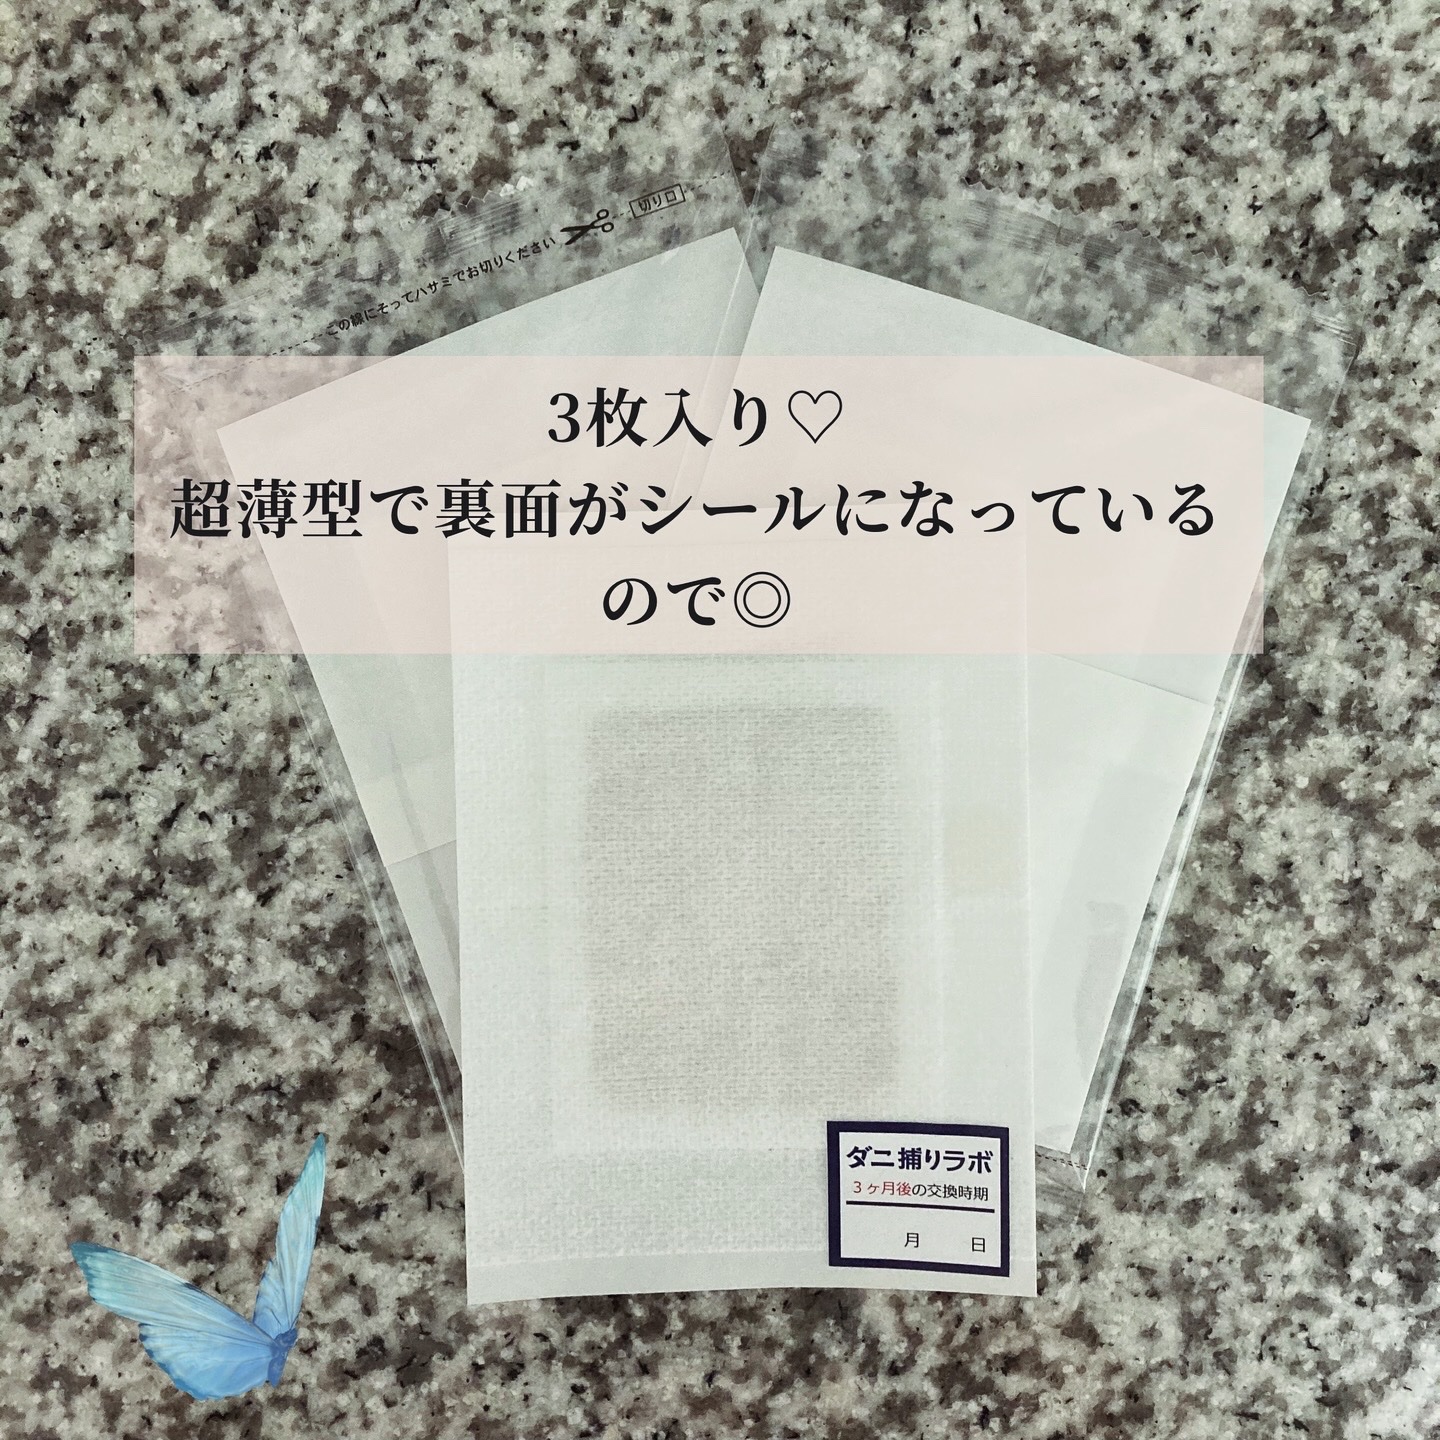 切り口
この線にそってハサミでお切りください
3枚入り♡
超薄型で裏面がシールになっている
ので◎
ダニ捕りラボ
3ヶ月後の交換時期
月 日